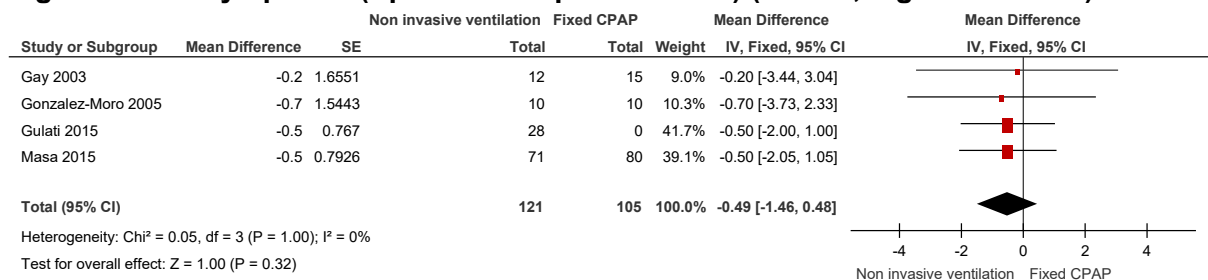 Non invasive ventilation Fixed CPAP Mean Difference Mean Difference
Study or Subgroup Mean Difference SE Total Total Weight IV, Fixed, 95% CI IV, Fixed, 95% CI
Gay 2003 -0.2 1.6551 12 15 9.0% -0.20 [-3.44, 3.04]
Gonzalez-Moro 2005 -0.7 1.5443 10 10 10.3% -0.70 [-3.73, 2.33]
Gulati 2015 -0.5 0.767 28 0 41.7% -0.50 [-2.00, 1.00]
Masa 2015 -0.5 0.7926 71 80 39.1% -0.50 [-2.05, 1.05]
Total (95% CI) 121 105 100.0% -0.49 [-1.46, 0.48]
Heterogeneity: Chi² = 0.05, df = 3 (P = 1.00); I² = 0%
Test for overall effect: Z = 1.00 (P = 0.32)
-4 -2 0 2 4
Non invasive ventilation Fixed CPAP